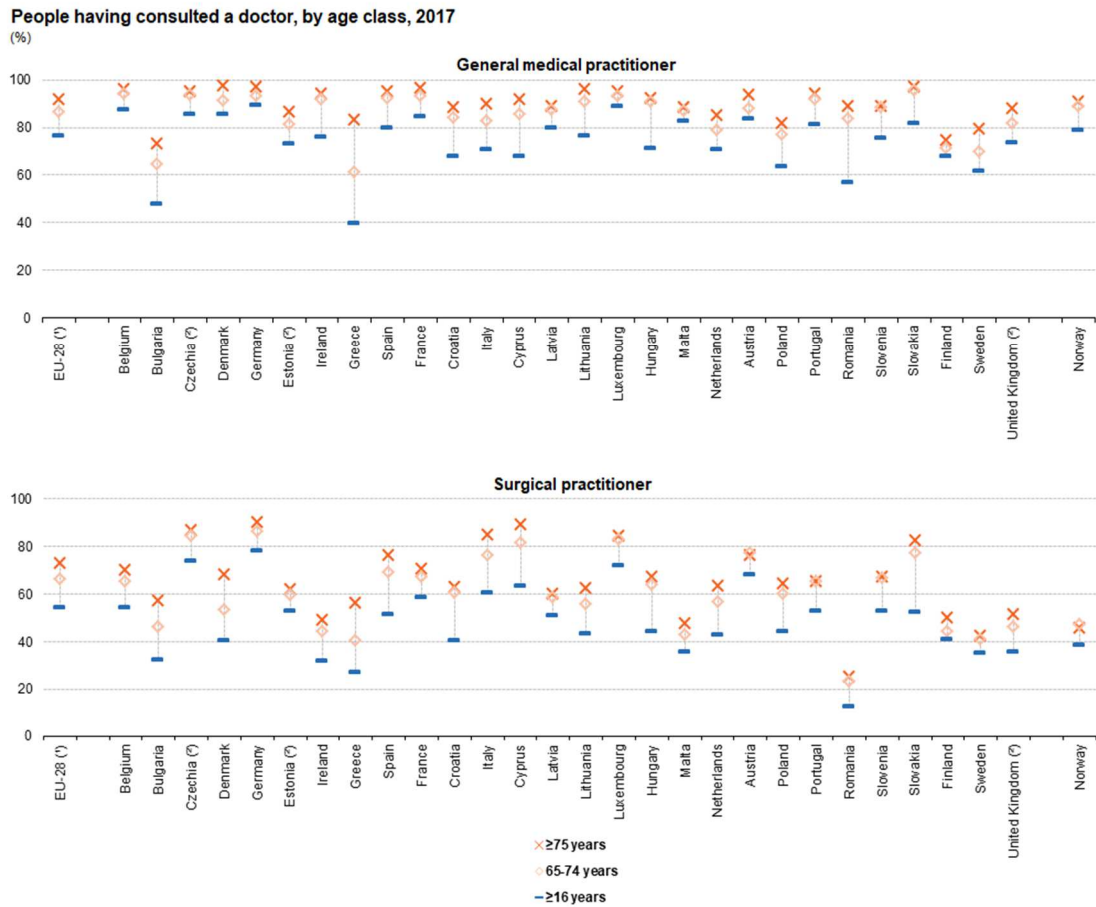 People having consulted a doctor, by age class, 2017
(%)
General medical practitioner
100
80
60
40
20
0
EU-28 (¹)
Belgium
Bulgaria
Czechia (²)
Denmark
Germany
Estonia (²)
Ireland
Greece
Spain
France
Croatia
Italy
Cyprus
Latvia
Lithuania
Luxembourg
Hungary
Malta
Netherlands
Austria
Poland
Portugal
Romania
Slovenia
Slovakia
Finland
Sweden
United Kingdom (²)
Norway
Surgical practitioner
100
80
60
40
20
0
EU-28 (¹)
Belgium
Bulgaria
Czechia (²)
Denmark
Germany
Estonia (²)
Ireland
Greece
Spain
France
Croatia
Italy
Cyprus
Latvia
Lithuania
Luxembourg
Hungary
Malta
Netherlands
Austria
Poland
Portugal
Romania
Slovenia
Slovakia
Finland
Sweden
United Kingdom (²)
Norway
≥75 years
65-74 years
≥16 years